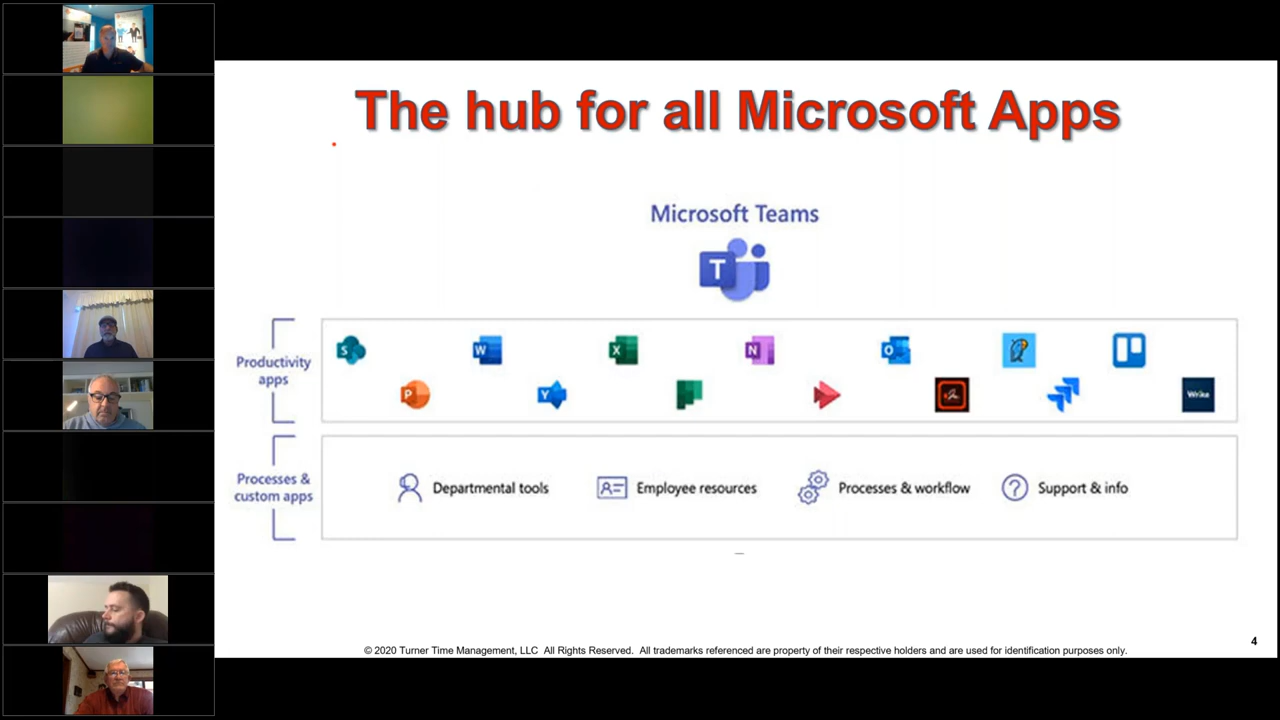 The hub for all Microsoft Apps
Microsoft Teams
T
Productivity
apps
S
W
X
N
O
P
Y
Wrike
Processes &
custom apps
Departmental tools
Employee resources
Processes & workflow
Support & info
4
© 2020 Turner Time Management, LLC All Rights Reserved. All trademarks referenced are property of their respective holders and are used for identification purposes only.